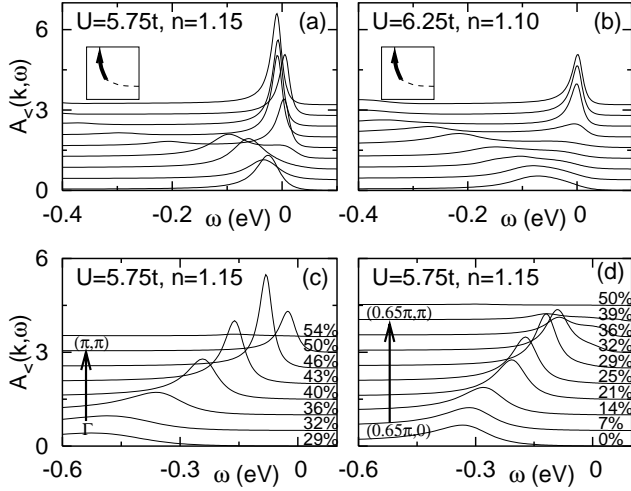 U=5.75t, n=1.15 (a)
U=6.25t, n=1.10 (b)
A<(k,ω)
6
3
0
-0.4 -0.2 0
ω (eV)
-0.4 -0.2 0
ω (eV)
U=5.75t, n=1.15 (c)
U=5.75t, n=1.15 (d)
A<(k,ω)
6
3
0
(π,π)
Γ
54%
50%
46%
43%
40%
36%
32%
29%
(0.65π,π)
(0.65π,0)
50%
39%
36%
32%
29%
25%
21%
14%
7%
0%
-0.6 -0.3 0
ω (eV)
-0.6 -0.3 0
ω (eV)